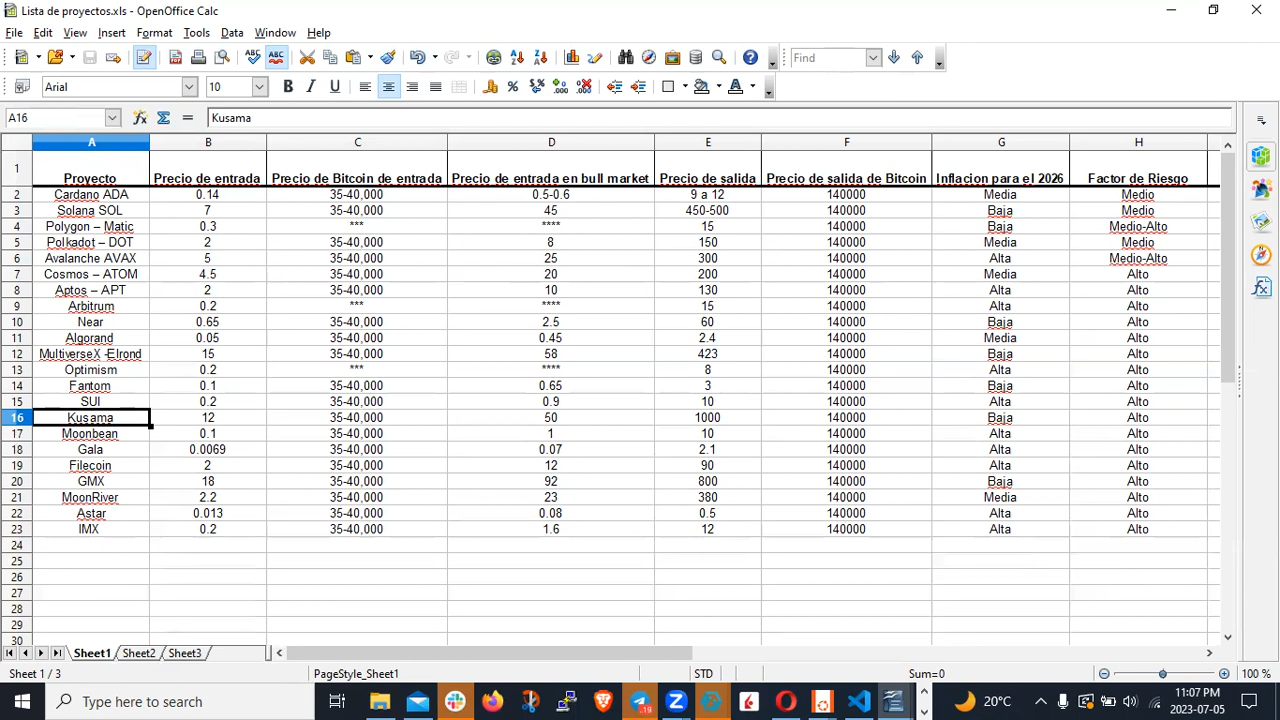 Lista de proyectos.xls - OpenOffice Calc
File Edit View Insert Format Tools Data Window Help
Find
Arial 10
A16 Kusama
A B C D E F G H
1 Proyecto Precio de entrada Precio de Bitcoin de entrada Precio de entrada en bull market Precio de salida Precio de salida de Bitcoin Inflacion para el 2026 Factor de Riesgo
2 Cardano ADA 0.14 35-40,000 0.5-0.6 9 a 12 140000 Media Medio
3 Solana SOL 7 35-40,000 45 450-500 140000 Baja Medio
4 Polygon – Matic 0.3 *** **** 15 140000 Baja Medio-Alto
5 Polkadot – DOT 2 35-40,000 8 150 140000 Media Medio
6 Avalanche AVAX 5 35-40,000 25 300 140000 Alta Medio-Alto
7 Cosmos – ATOM 4.5 35-40,000 20 200 140000 Media Alto
8 Aptos – APT 2 35-40,000 10 130 140000 Alta Alto
9 Arbitrum 0.2 *** **** 15 140000 Alta Alto
10 Near 0.65 35-40,000 2.5 60 140000 Baja Alto
11 Algorand 0.05 35-40,000 0.45 2.4 140000 Media Alto
12 MultiverseX -Elrond 15 35-40,000 58 423 140000 Baja Alto
13 Optimism 0.2 *** **** 8 140000 Alta Alto
14 Fantom 0.1 35-40,000 0.65 3 140000 Baja Alto
15 SUI 0.2 35-40,000 0.9 10 140000 Alta Alto
16 Kusama 12 35-40,000 50 1000 140000 Baja Alto
17 Moonbean 0.1 35-40,000 1 10 140000 Alta Alto
18 Gala 0.0069 35-40,000 0.07 2.1 140000 Alta Alto
19 Filecoin 2 35-40,000 12 90 140000 Alta Alto
20 GMX 18 35-40,000 92 800 140000 Baja Alto
21 MoonRiver 2.2 35-40,000 23 380 140000 Media Alto
22 Astar 0.013 35-40,000 0.08 0.5 140000 Alta Alto
23 IMX 0.2 35-40,000 1.6 12 140000 Alta Alto
24
25
26
27
28
29
30
Sheet1 Sheet2 Sheet3
Sheet 1 / 3 PageStyle_Sheet1 STD Sum=0 100 %
Type here to search 20°C 11:07 PM
2023-07-05